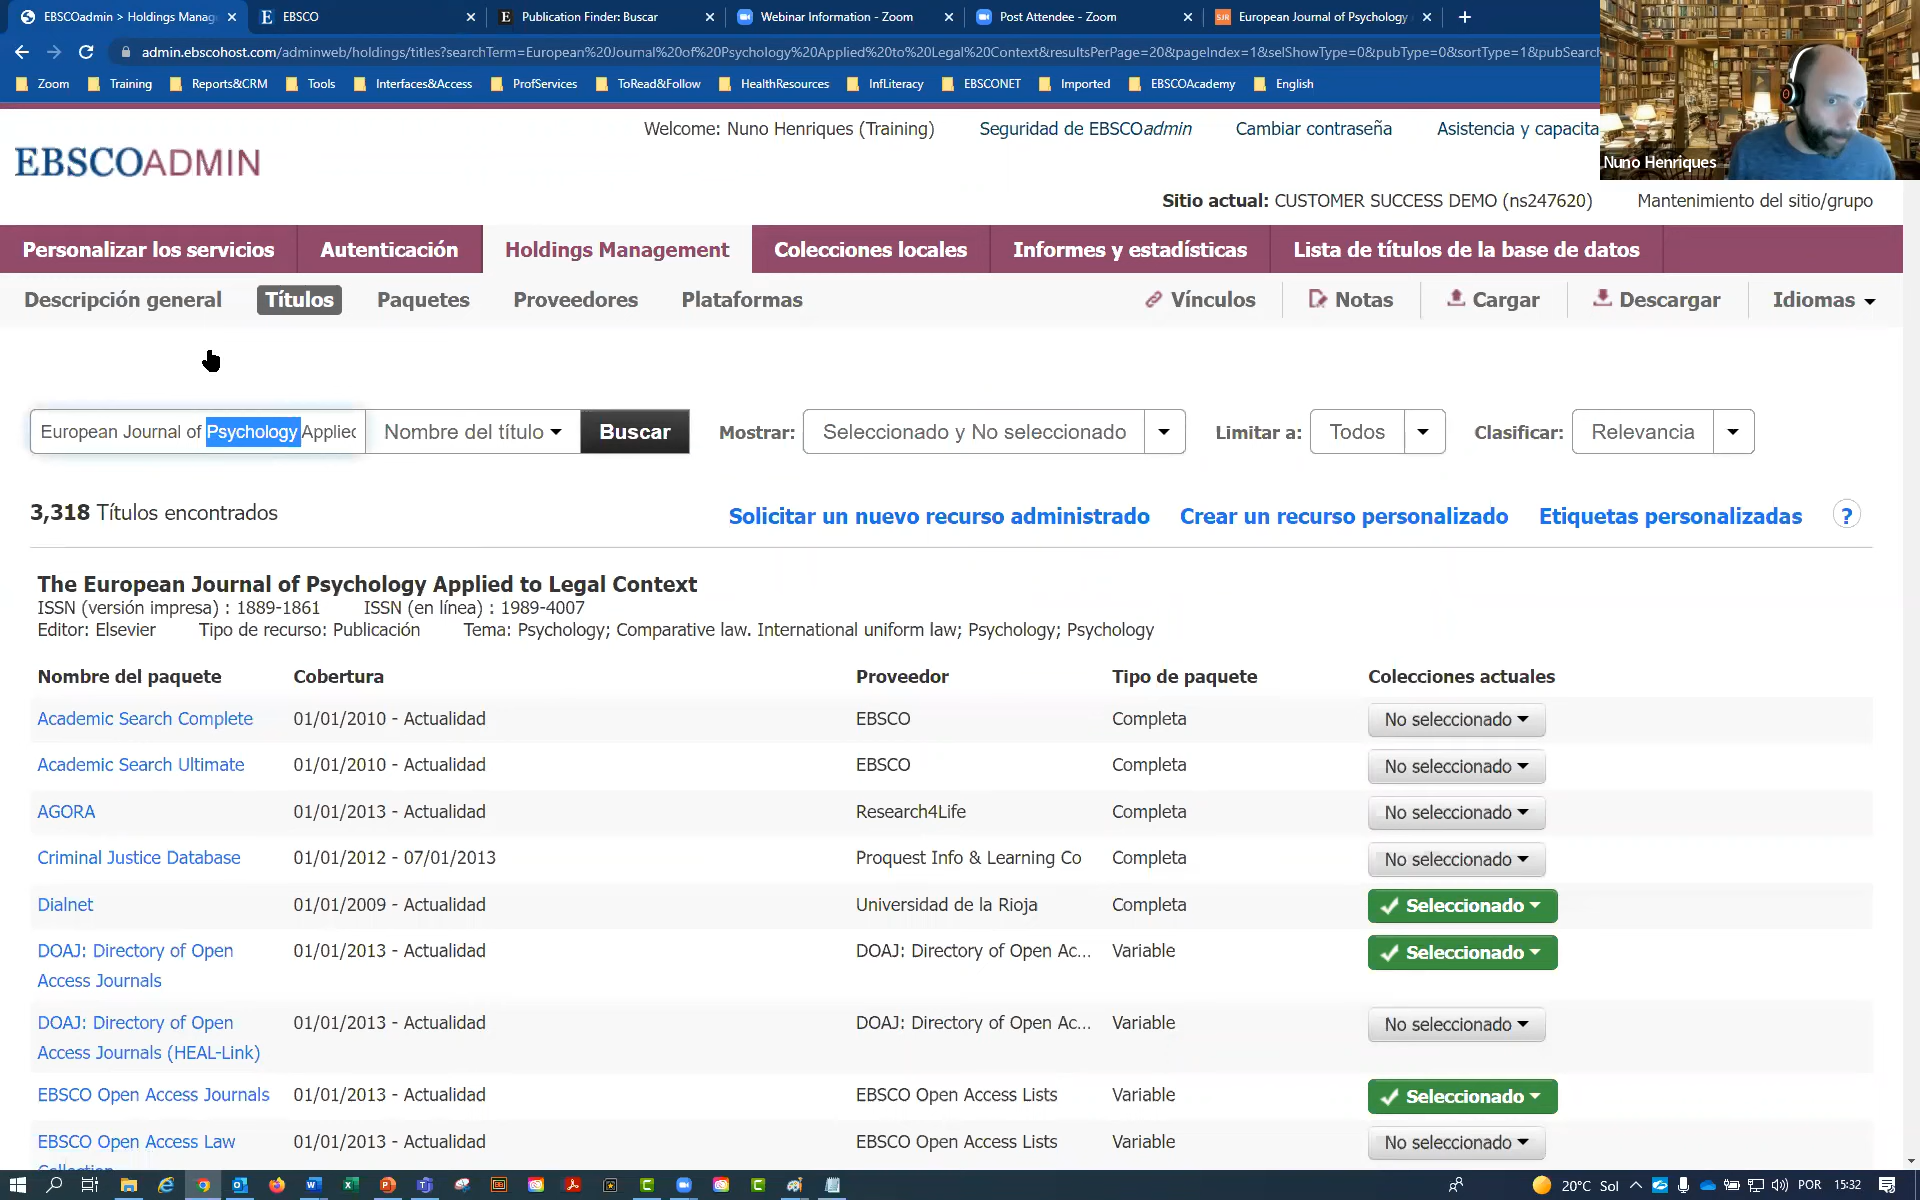 EBSCOadmin > Holdings Manag
EBSCO
Publication Finder: Buscar
Webinar Information - Zoom
Post Attendee - Zoom
European Journal of Psychology
admin.ebscohost.com/adminweb/holdings/titles?searchTerm=European%20Journal%20of%20Psychology%20Applied%20to%20Legal%20Context&resultsPerPage=20&pageIndex=1&selShowType=0&pubType=0&sortType=1&pubSearc
Zoom
Training
Reports&CRM
Tools
Interfaces&Access
ProfServices
ToRead&Follow
HealthResources
InfLiteracy
EBSCONET
Imported
EBSCOAcademy
English
Welcome: Nuno Henriques (Training)
Seguridad de EBSCOadmin
Cambiar contraseña
Asistencia y capacita
Nuno Henriques
EBSCOADMIN
Sitio actual: CUSTOMER SUCCESS DEMO (ns247620)
Mantenimiento del sitio/grupo
Personalizar los servicios
Autenticación
Holdings Management
Colecciones locales
Informes y estadísticas
Lista de títulos de la base de datos
Descripción general
Títulos
Paquetes
Proveedores
Plataformas
Vínculos
Notas
Cargar
Descargar
Idiomas
European Journal of Psychology Applied
Nombre del título
Buscar
Mostrar:
Seleccionado y No seleccionado
Limitar a:
Todos
Clasificar:
Relevancia
3,318 Títulos encontrados
Solicitar un nuevo recurso administrado
Crear un recurso personalizado
Etiquetas personalizadas
?
The European Journal of Psychology Applied to Legal Context
ISSN (versión impresa) : 1889-1861 ISSN (en línea) : 1989-4007
Editor: Elsevier Tipo de recurso: Publicación Tema: Psychology; Comparative law. International uniform law; Psychology; Psychology
Nombre del paquete Cobertura Proveedor Tipo de paquete Colecciones actuales
Academic Search Complete 01/01/2010 - Actualidad EBSCO Completa No seleccionado
Academic Search Ultimate 01/01/2010 - Actualidad EBSCO Completa No seleccionado
AGORA 01/01/2013 - Actualidad Research4Life Completa No seleccionado
Criminal Justice Database 01/01/2012 - 07/01/2013 Proquest Info & Learning Co Completa No seleccionado
Dialnet 01/01/2009 - Actualidad Universidad de la Rioja Completa Seleccionado
DOAJ: Directory of Open 01/01/2013 - Actualidad DOAJ: Directory of Open Ac... Variable Seleccionado
Access Journals
DOAJ: Directory of Open 01/01/2013 - Actualidad DOAJ: Directory of Open Ac... Variable No seleccionado
Access Journals (HEAL-Link)
EBSCO Open Access Journals 01/01/2013 - Actualidad EBSCO Open Access Lists Variable Seleccionado
EBSCO Open Access Law 01/01/2013 - Actualidad EBSCO Open Access Lists Variable No seleccionado
Collection
20°C Sol
POR
15:32